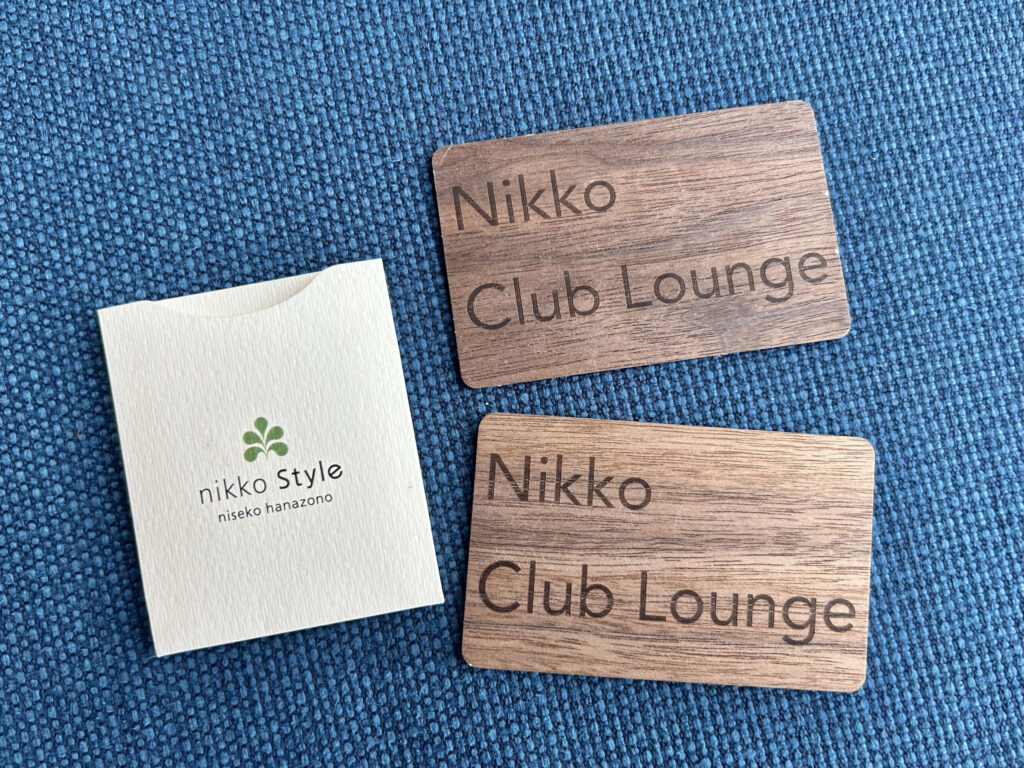 nikko Style
niseko hanazono
Nikko
Club Lounge
Nikko
Club Lounge